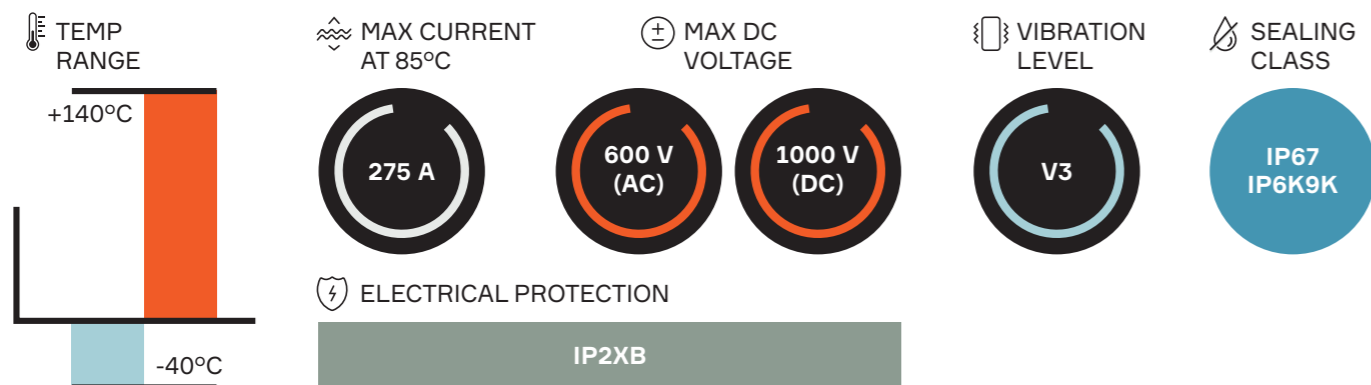 TEMP
RANGE
+140°C
-40°C
MAX CURRENT
AT 85°C
275 A
MAX DC
VOLTAGE
600 V
(AC)
1000 V
(DC)
VIBRATION
LEVEL
V3
SEALING
CLASS
IP67
IP6K9K
ELECTRICAL PROTECTION
IP2XB